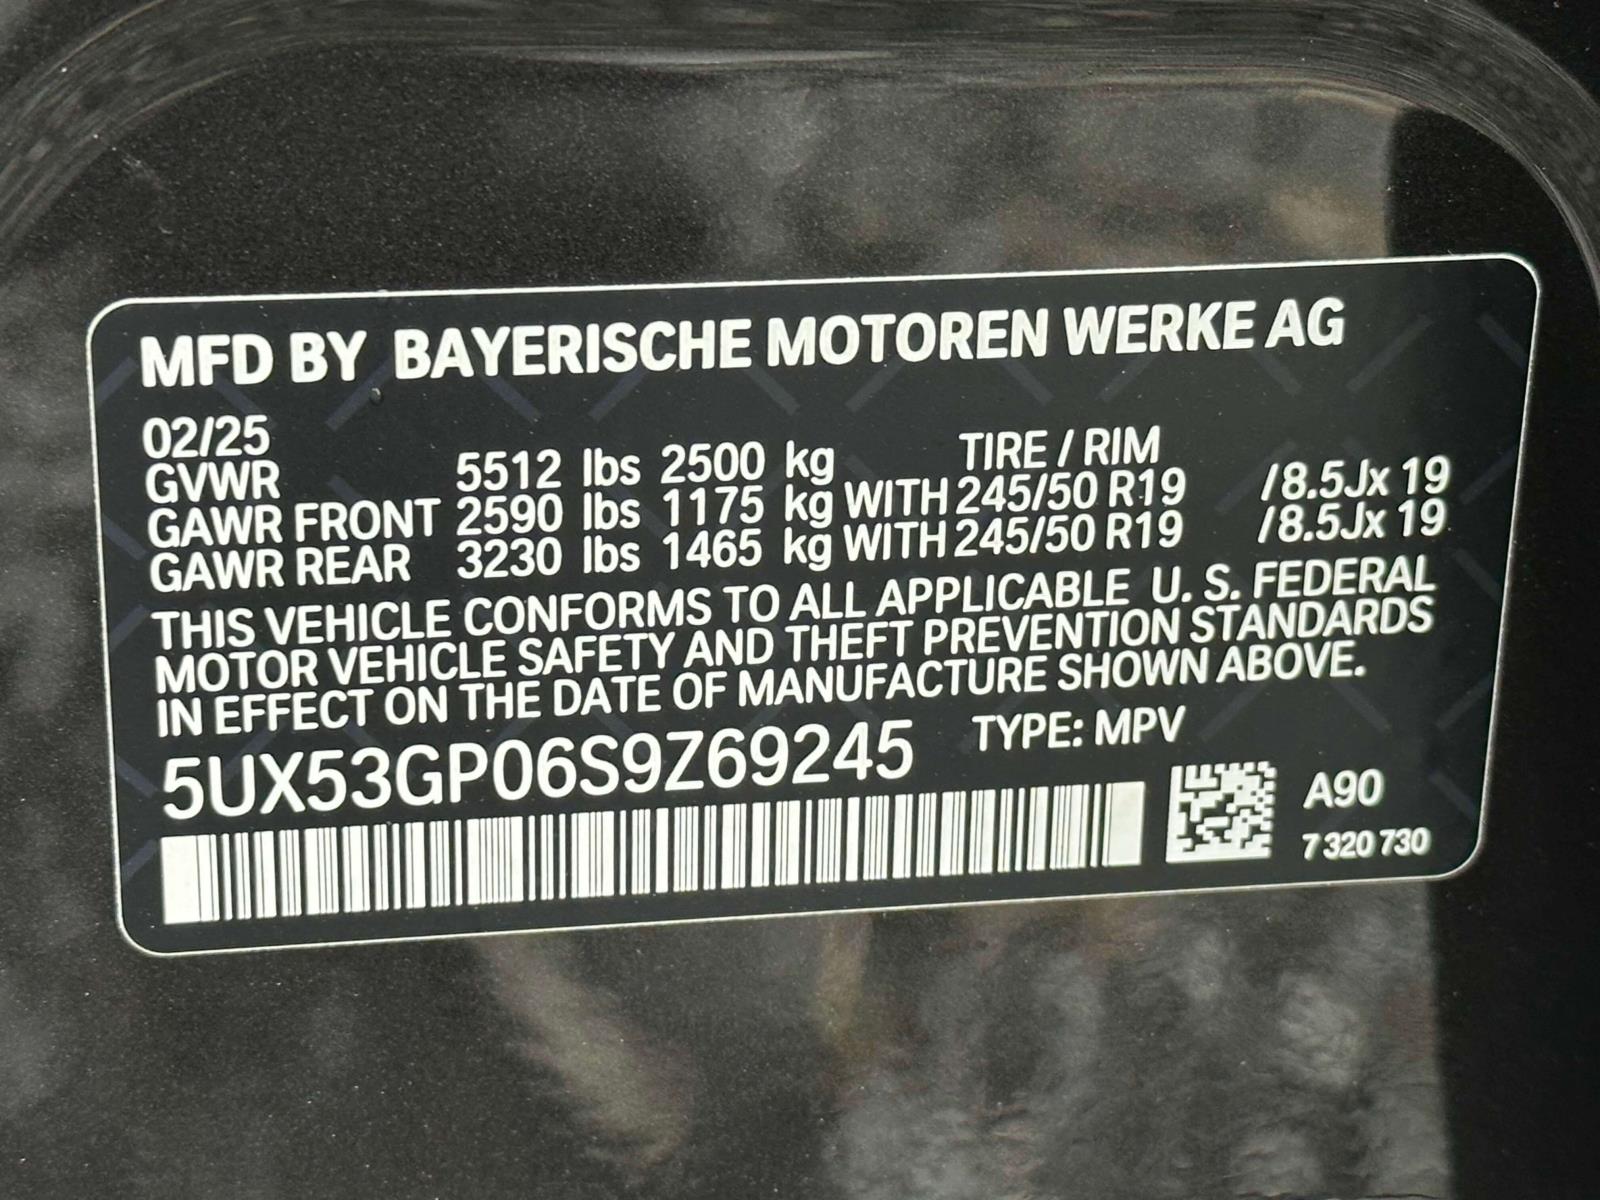 MFD BY BAYERISCHE MOTOREN WERKE AG
02/25 TIRE / RIM
GVWR 5512 lbs 2500 kg
GAWR FRONT 2590 lbs 1175 kg WITH 245/50 R19 / 8.5Jx 19
GAWR REAR 3230 lbs 1465 kg WITH 245/50 R19 / 8.5Jx 19
THIS VEHICLE CONFORMS TO ALL APPLICABLE U. S. FEDERAL
MOTOR VEHICLE SAFETY AND THEFT PREVENTION STANDARDS
IN EFFECT ON THE DATE OF MANUFACTURE SHOWN ABOVE.
5UX53GP06S9Z69245 TYPE: MPV
A90
7 320 730